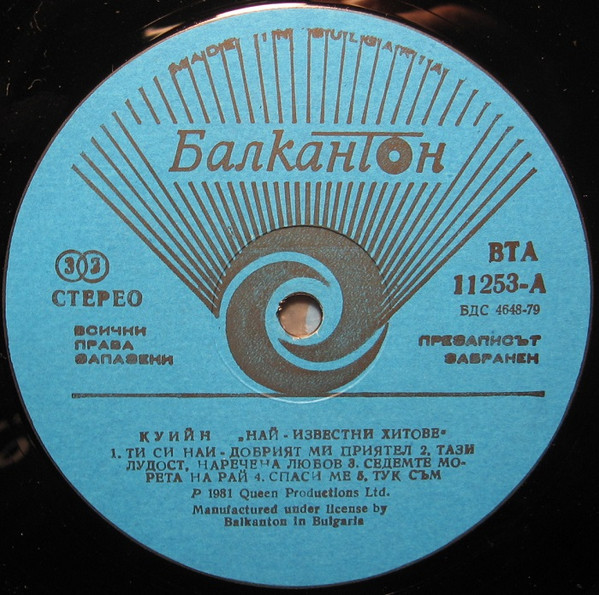 MADE IN BULGARIA
Балкантон
33
СТЕРЕО
ВСИЧКИ
ПРАВА
ЗАПАЗЕНИ
ВТА
11253-А
БДС 4648-79
ПРЕЗАПИСЪТ
ЗАБРАНЕН
КУИЙН „НАЙ-ИЗВЕСТНИ ХИТОВЕ“
1. ТИ СИ НАИ-ДОБРИЯТ МИ ПРИЯТЕЛ 2, ТАЗИ
ЛУДОСТ, НАРЕЧЕНА ЛЮБОВ 3. СЕДЕМТЕ МО-
РЕТА НА РАЙ 4. СПАСИ МЕ 5, ТУК СЪМ
P 1981 Queen Productions Ltd.
Manufactured under license by
Balkanton in Bulgaria